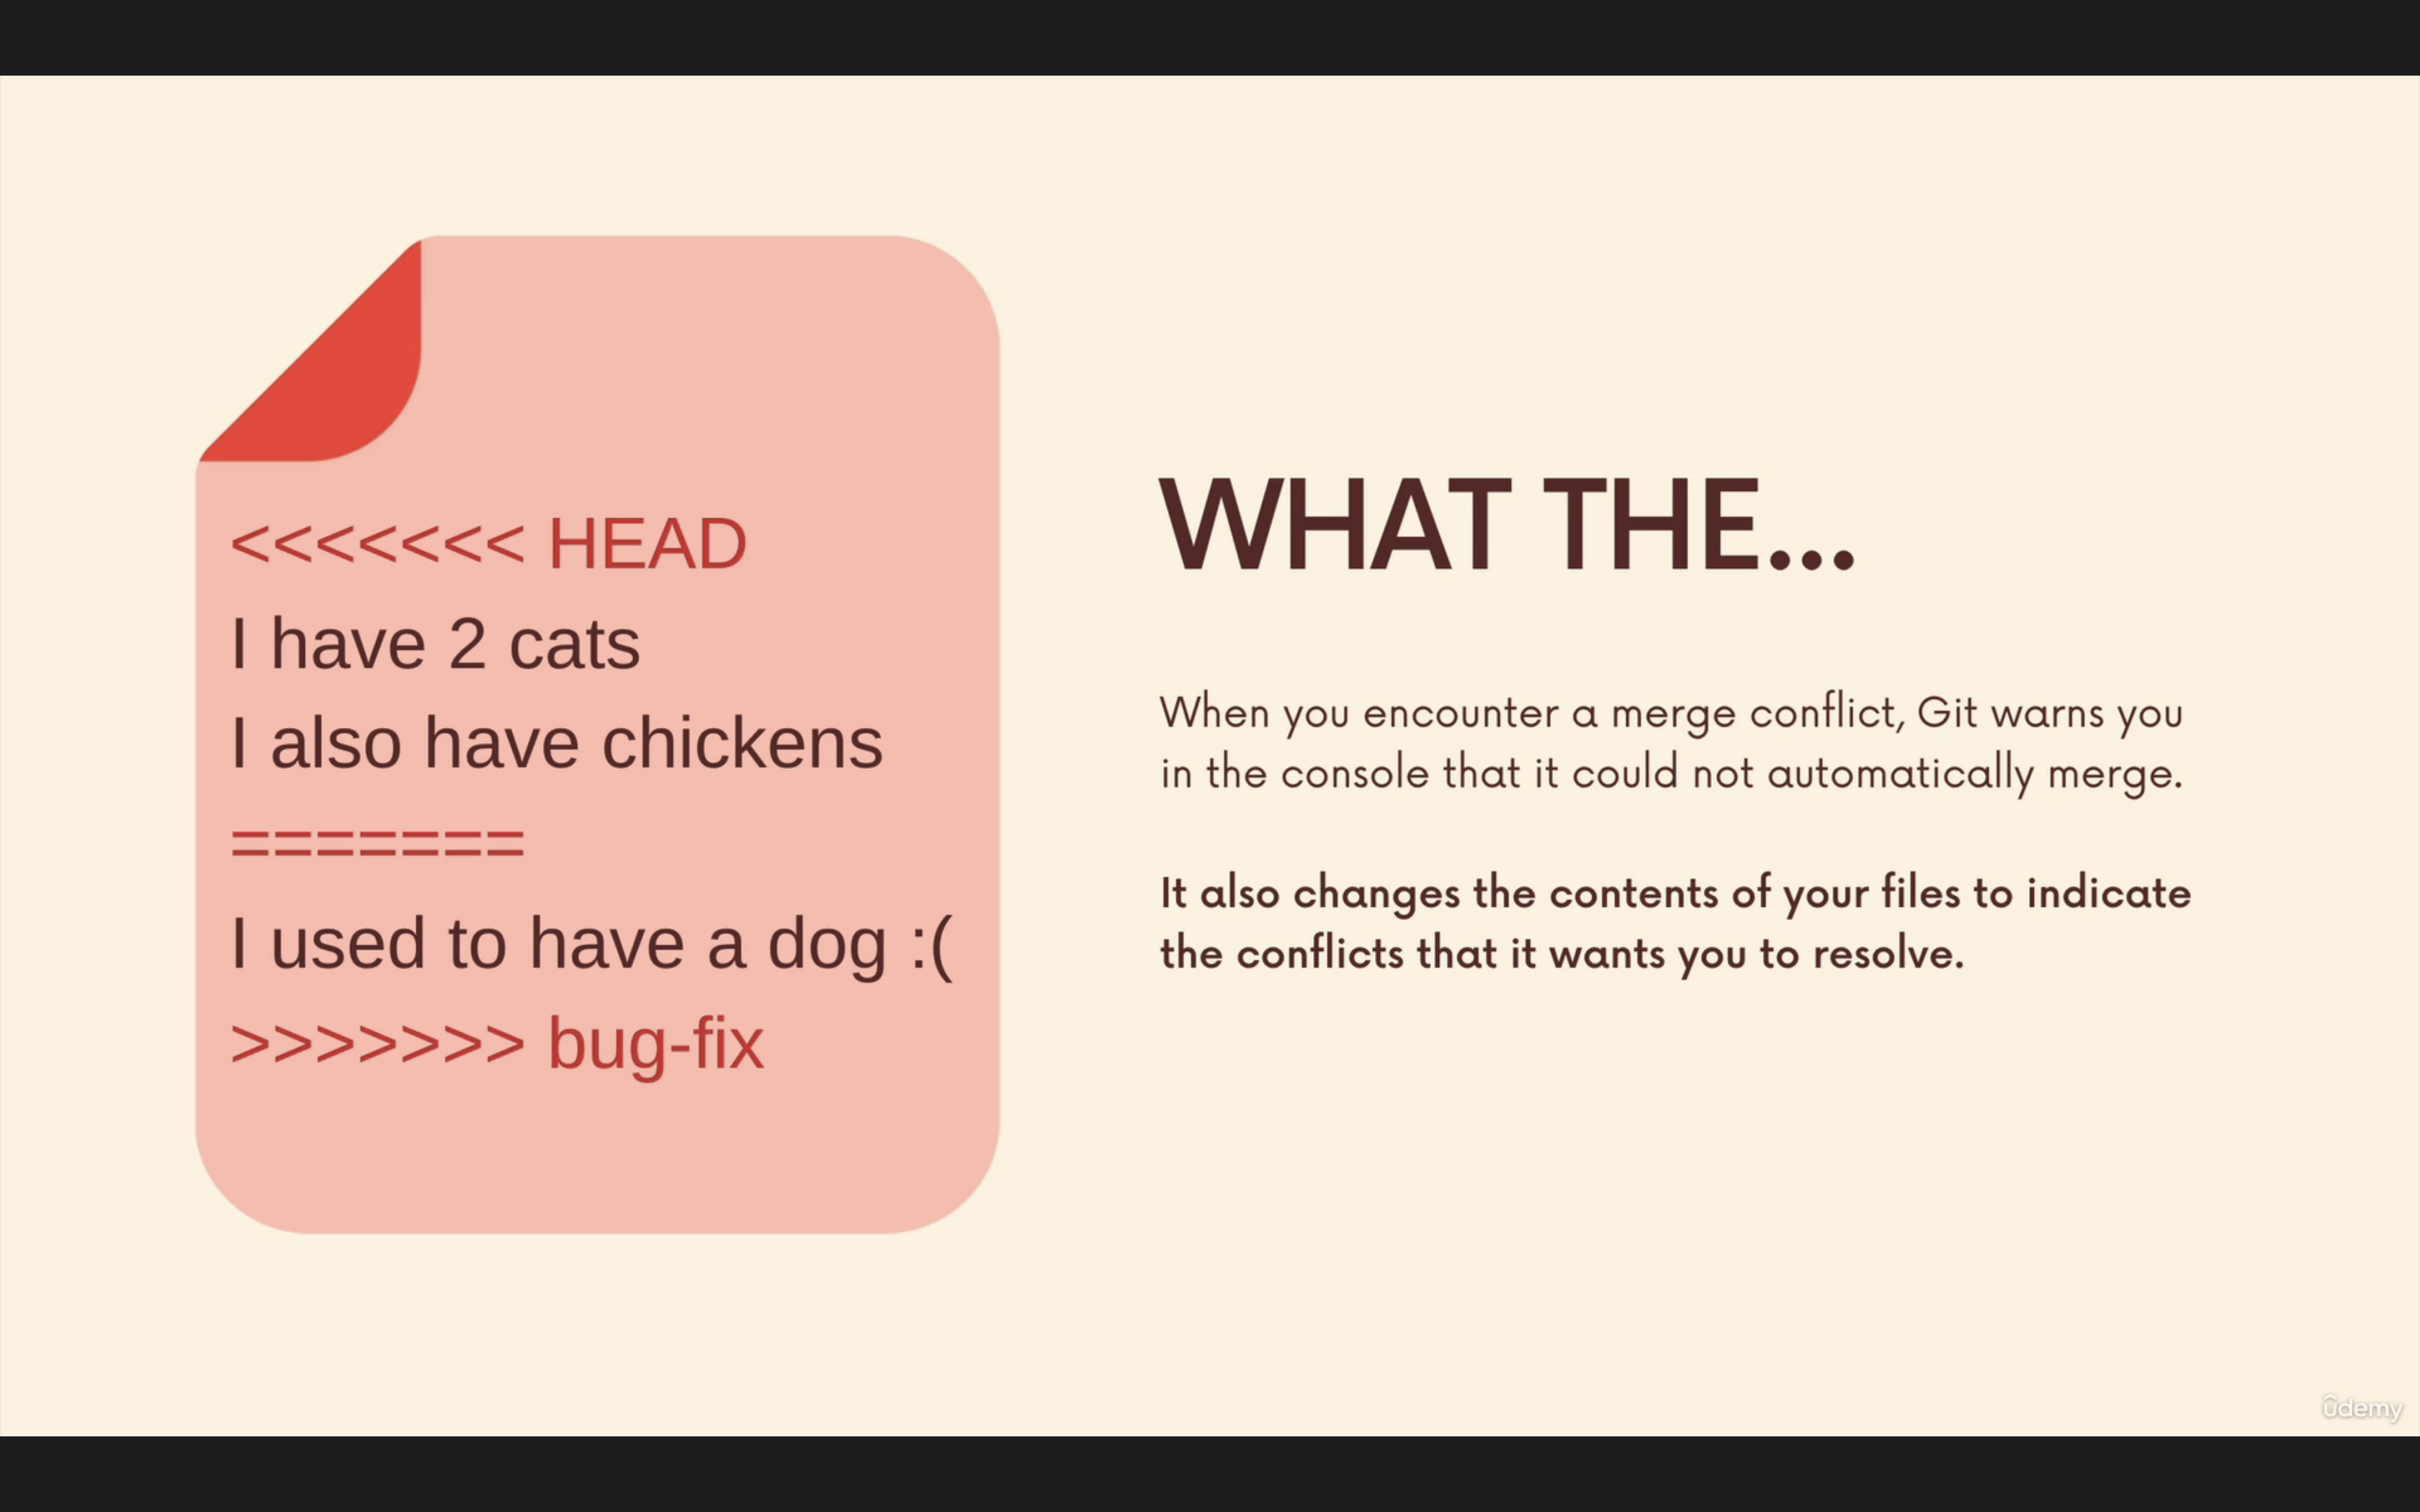 <<<<<<< HEAD
I have 2 cats
I also have chickens
=======
I used to have a dog :(
>>>>>>> bug-fix
WHAT THE...
When you encounter a merge conflict, Git warns you
in the console that it could not automatically merge.
It also changes the contents of your files to indicate
the conflicts that it wants you to resolve.
ûdemy